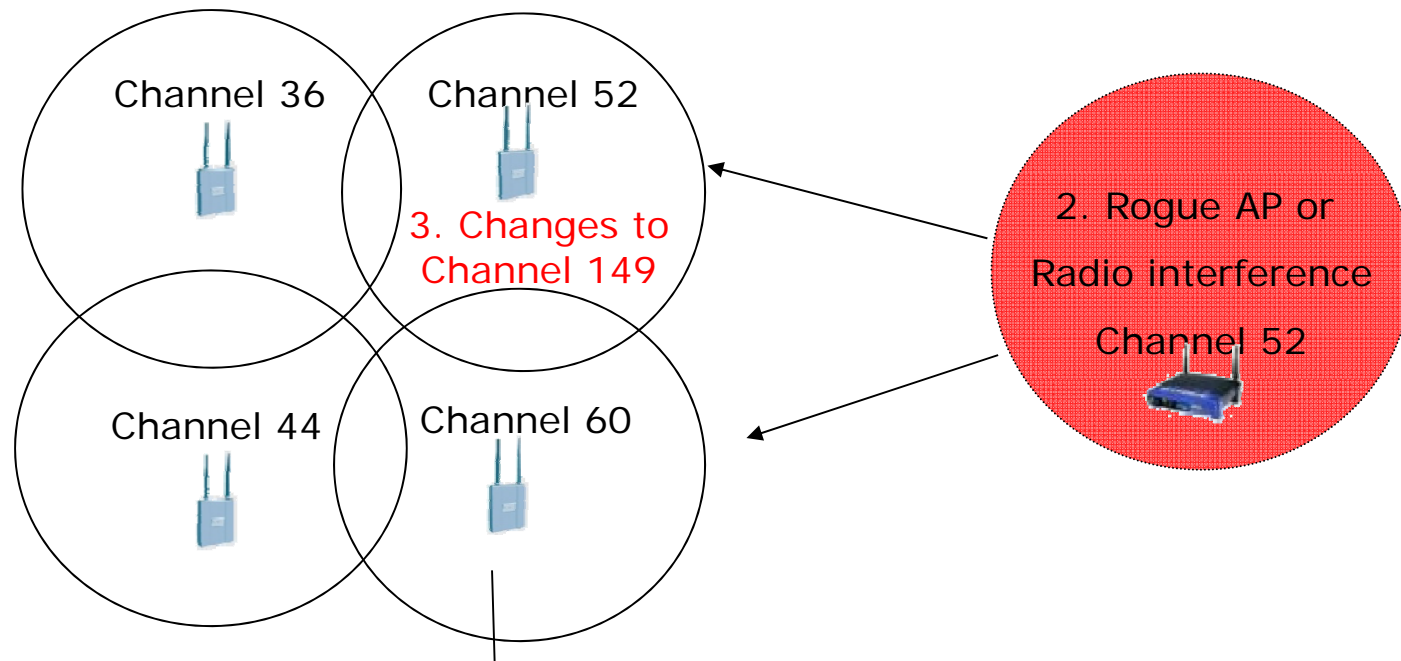 Channel 36
Channel 52
3. Changes to
Channel 149
2. Rogue AP or
Radio interference
Channel 52
Channel 44
Channel 60